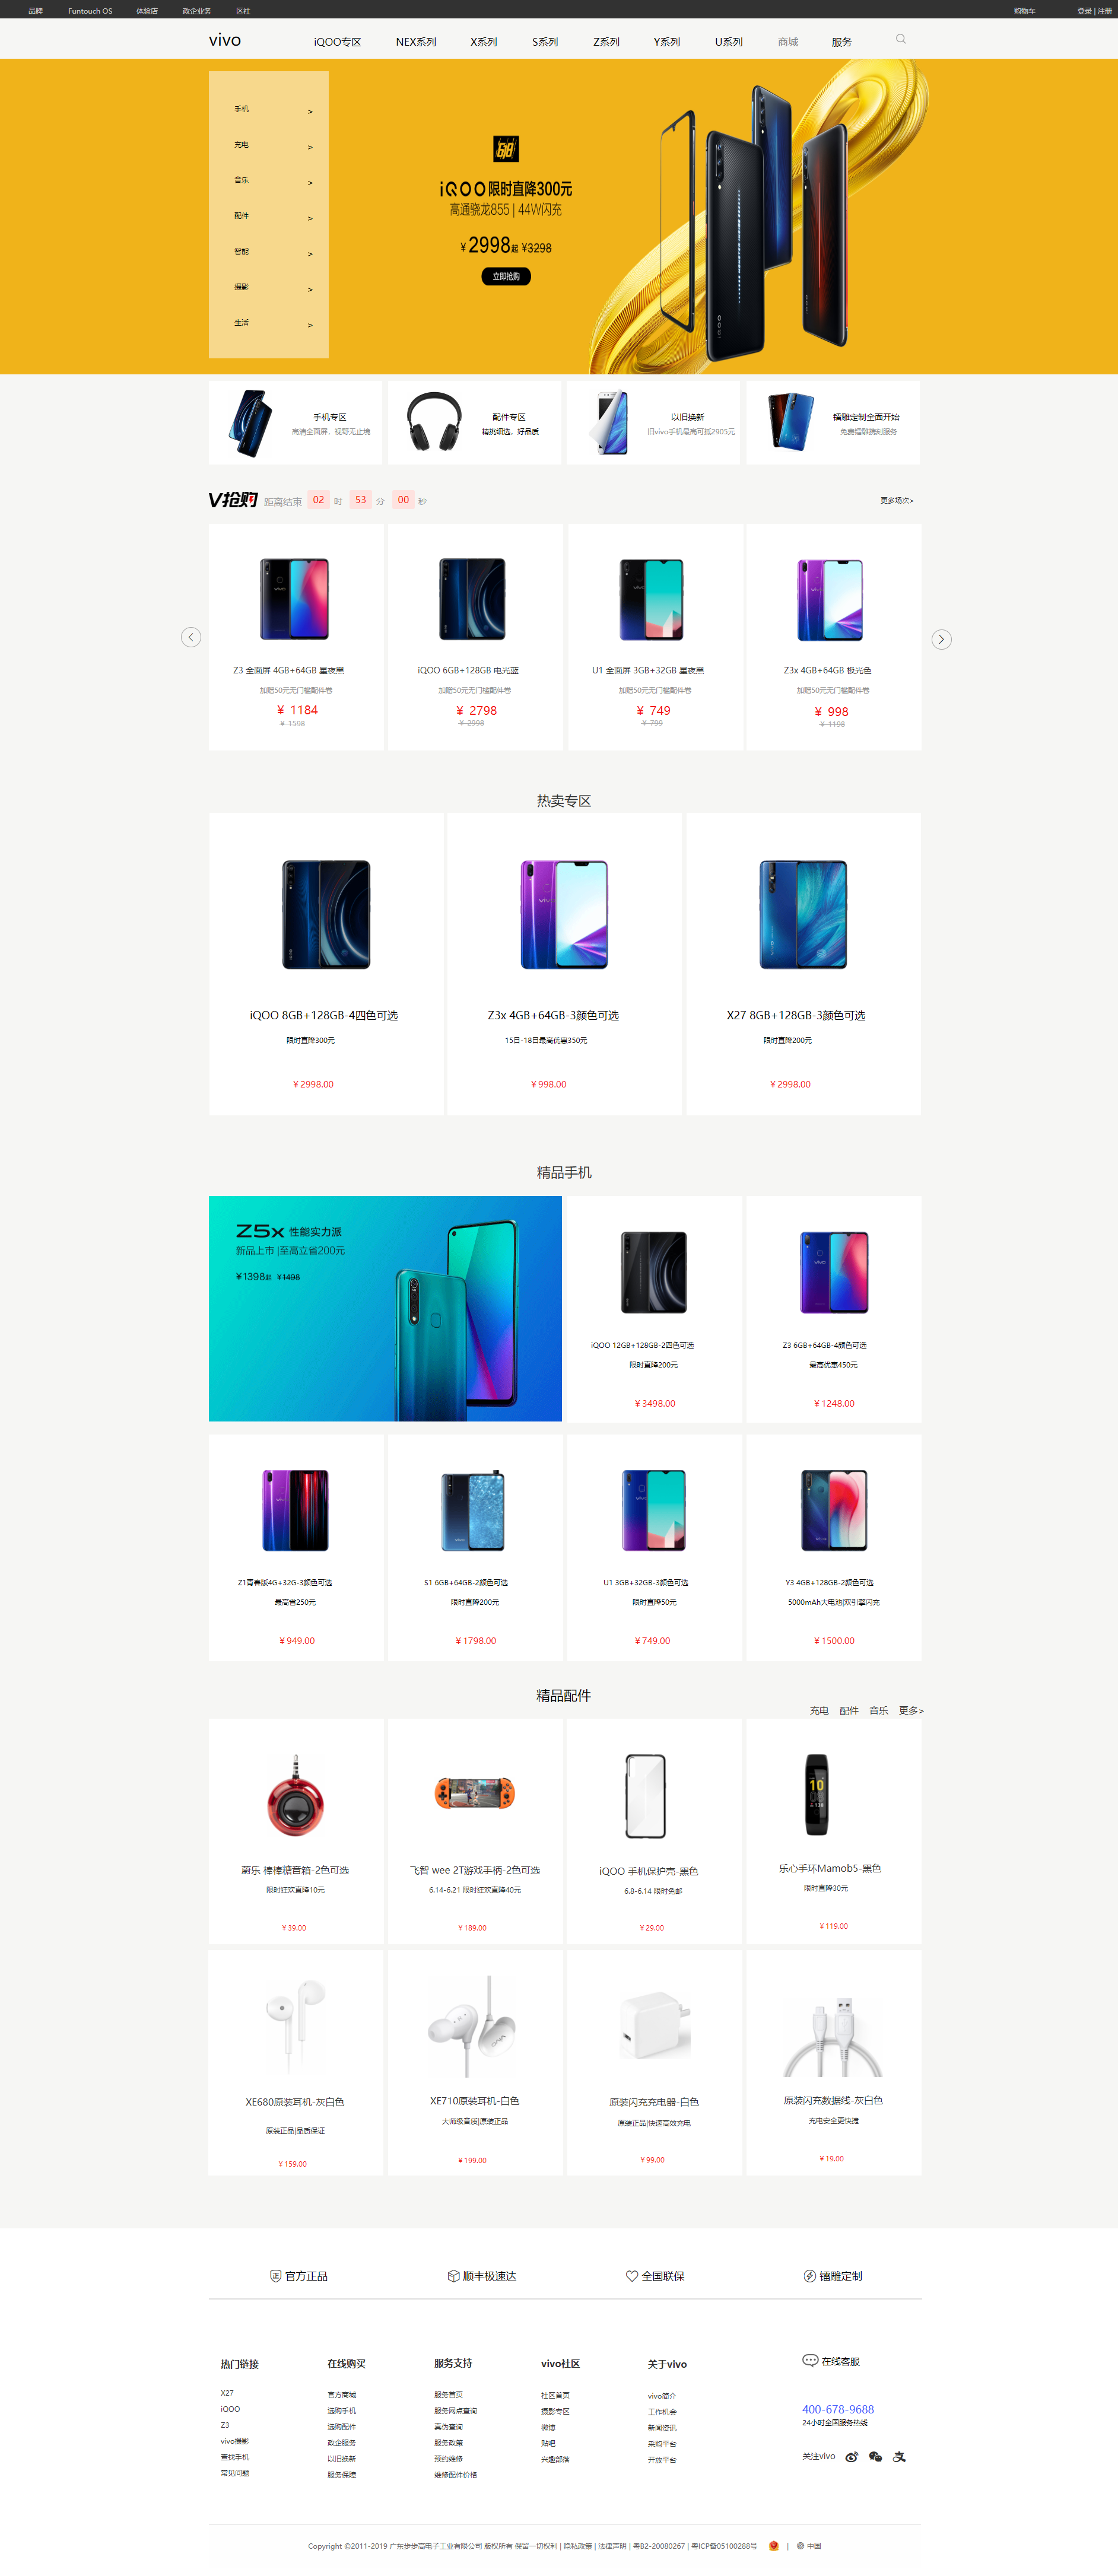 品牌 Funtouch OS 体验店 政企业务 区社 购物车 登录 | 注册
vivo iQOO专区 NEX系列 X系列 S系列 Z系列 Y系列 U系列 商城 服务
手机 >
充电 >
音乐 >
配件 >
智能 >
摄影 >
生活 >
iQOO 限时直降300元
高通骁龙855 | 44W闪充
¥ 2998起 ¥3298
立即抢购
手机专区
高清全面屏，视野无止境
配件专区
精挑细选，好品质
以旧换新
旧vivo手机最高可抵2905元
镭雕定制全面开始
免费镭雕携刻服务
V抢购 距离结束 02 时 53 分 00 秒 更多场次>
Z3 全面屏 4GB+64GB 星夜黑
加赠50元无门槛配件卷
¥ 1184
¥ 1598
iQOO 6GB+128GB 电光蓝
加赠50元无门槛配件卷
¥ 2798
¥ 2998
U1 全面屏 3GB+32GB 星夜黑
加赠50元无门槛配件卷
¥ 749
¥ 799
Z3x 4GB+64GB 极光色
加赠50元无门槛配件卷
¥ 998
¥ 1198
热卖专区
iQOO 8GB+128GB-4四色可选
限时直降300元
¥2998.00
Z3x 4GB+64GB-3颜色可选
15日-18日最高优惠350元
¥998.00
X27 8GB+128GB-3颜色可选
限时直降200元
¥2998.00
精品手机
Z5x 性能实力派
新品上市 |至高立省200元
¥1398起 ¥1498
iQOO 12GB+128GB-2四色可选
限时直降200元
¥3498.00
Z3 6GB+64GB-4颜色可选
最高优惠450元
¥1248.00
Z1青春版4G+32G-3颜色可选
最高省250元
¥949.00
S1 6GB+64GB-2颜色可选
限时直降200元
¥1798.00
U1 3GB+32GB-3颜色可选
限时直降50元
¥749.00
Y3 4GB+128GB-2颜色可选
5000mAh大电池|双引擎闪充
¥1500.00
精品配件
充电 配件 音乐 更多>
蔚乐 棒棒糖音箱-2色可选
限时狂欢直降10元
¥39.00
飞智 wee 2T游戏手柄-2色可选
6.14-6.21 限时狂欢直降40元
¥189.00
iQOO 手机保护壳-黑色
6.8-6.14 限时免邮
¥29.00
乐心手环Mamob5-黑色
限时直降30元
¥119.00
XE680原装耳机-灰白色
原装正品|品质保证
¥159.00
XE710原装耳机-白色
大师级音质|原装正品
¥199.00
原装闪充充电器-白色
原装正品|快速高效充电
¥99.00
原装闪充数据线-灰白色
充电安全更快捷
¥19.00
官方正品 顺丰极速达 全国联保 镭雕定制
热门链接
X27
iQOO
Z3
vivo摄影
查找手机
常见问题
在线购买
官方商城
选购手机
选购配件
政企服务
以旧换新
服务保障
服务支持
服务首页
服务网点查询
真伪查询
服务政策
预约维修
维修配件价格
vivo社区
社区首页
摄影专区
微博
贴吧
兴趣部落
关于vivo
vivo简介
工作机会
新闻资讯
采购平台
开放平台
在线客服
400-678-9688
24小时全国服务热线
关注vivo
Copyright ©2011-2019 广东步步高电子工业有限公司 版权所有 保留一切权利 | 隐私政策 | 法律声明 | 粤B2-20080267 | 粤ICP备05100288号 | 中国